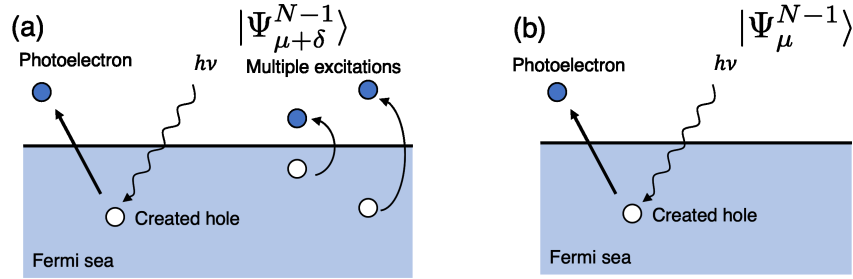 (a)
|Ψ^{N-1}_{μ+δ}⟩
Photoelectron
hν
Multiple excitations
Created hole
Fermi sea
(b)
|Ψ^{N-1}_{μ}⟩
Photoelectron
hν
Created hole
Fermi sea